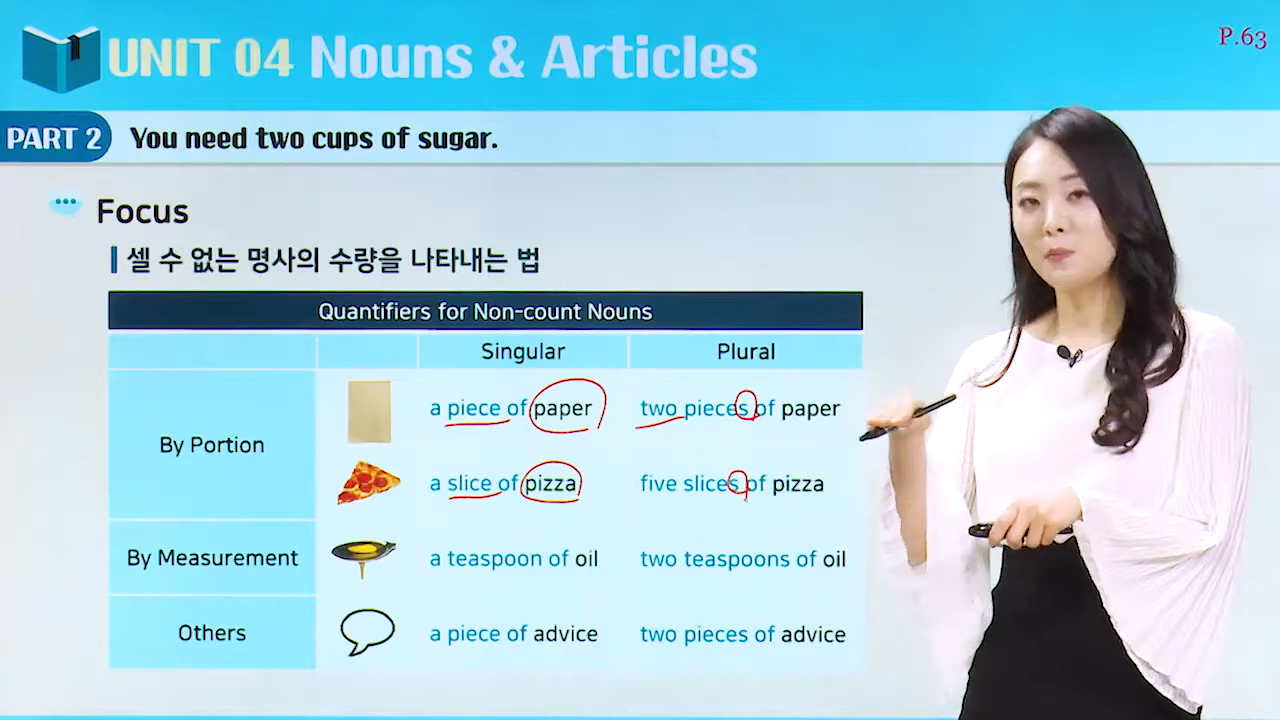 UNIT 04 Nouns & Articles
P.63
PART 2 You need two cups of sugar.
Focus
셀 수 없는 명사의 수량을 나타내는 법
Quantifiers for Non-count Nouns
Singular Plural
By Portion
a piece of paper two pieces of paper
a slice of pizza five slices of pizza
By Measurement a teaspoon of oil two teaspoons of oil
Others a piece of advice two pieces of advice